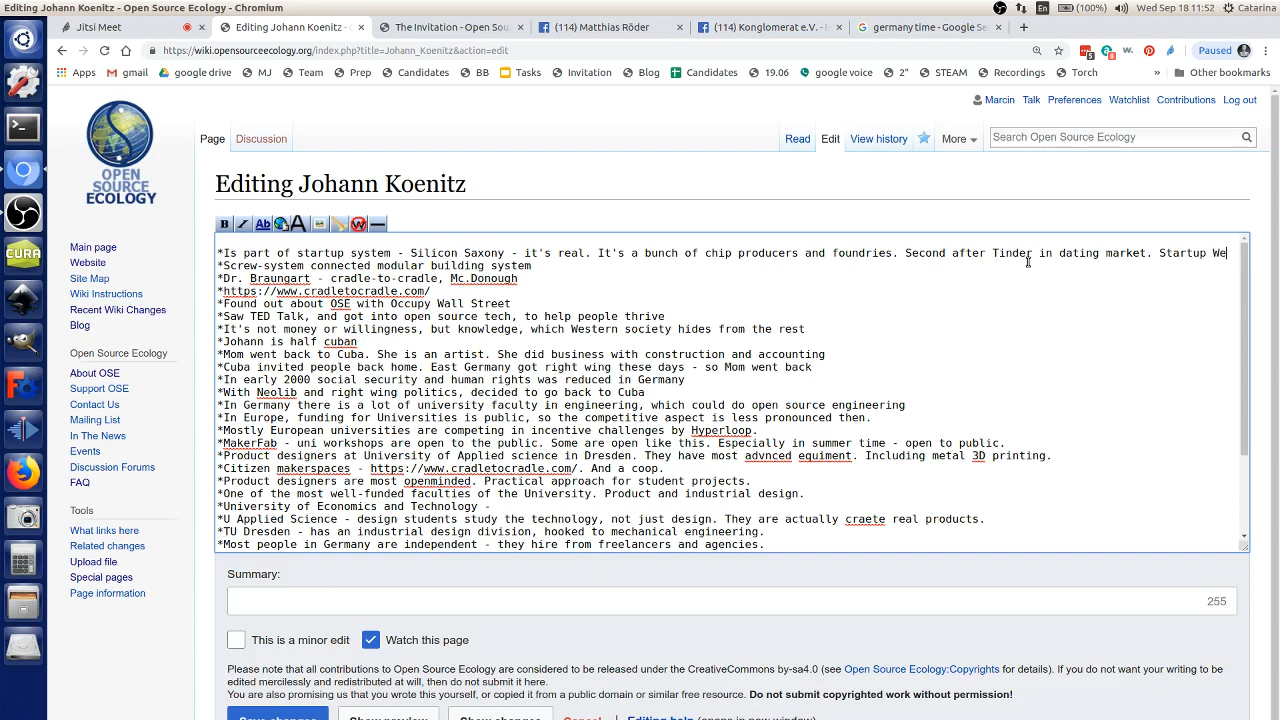 Editing Johann Koenitz - Open Source Ecology - Chromium
En (100%) Wed Sep 18 11:52 Catarina
Jitsi Meet
Editing Johann Koenitz -
The Invitation - Open Sou
(114) Matthias Röder
(114) Konglomerat e.V. -
germany time - Google Se
https://wiki.opensourceecology.org/index.php?title=Johann_Koenitz&action=edit
Paused
Apps gmail google drive MJ Team Prep Candidates BB Tasks Invitation Blog Candidates 19.06 google voice 2" STEAM Recordings Torch » Other bookmarks
Marcin Talk Preferences Watchlist Contributions Log out
Page Discussion Read Edit View history More Search Open Source Ecology
OPEN
SOURCE
ECOLOGY
Editing Johann Koenitz
Main page
Website
Site Map
Wiki Instructions
Recent Wiki Changes
Blog
Open Source Ecology
About OSE
Support OSE
Contact Us
Mailing List
In The News
Events
Discussion Forums
FAQ
Tools
What links here
Related changes
Upload file
Special pages
Page information
*Is part of startup system - Siliion Saxony - it's real. It's a bunch of chip producers and foundries. Second after Tinder in dating market. Startup We
*Screw-system connected modular building system
*Dr. Braungart - cradle-to-cradle, Mc.Donough
*https://www.cradletocradle.com/
*Found out about OSE with Occupy Wall Street
*Saw TED Talk, and got into open source tech, to help people thrive
*It's not money or willingness, but knowledge, which Western society hides from the rest
*Johann is half cuban
*Mom went back to Cuba. She is an artist. She did business with construction and accounting
*Cuba invited people back home. East Germany got right wing these days - so Mom went back
*In early 2000 social security and human rights was reduced in Germany
*With Neolib and right wing politics, decided to go back to Cuba
*In Germany there is a lot of university faculty in engineering, which could do open source engineering
*In Europe, funding for Universities is public, so the competitive aspect is less pronounced then.
*Mostly European universities are competing in incentive challenges by Hyperloop.
*MakerFab - uni workshops are open to the public. Some are open like this. Especially in summer time - open to public.
*Product designers at University of Applied science in Dresden. They have most advnced equiment. Including metal 3D printing.
*Citizen makerspaces - https://www.cradletocradle.com/. And a coop.
*Product designers are most openminded. Practical approach for student projects.
*One of the most well-funded faculties of the University. Product and industrial design.
*University of Economics and Technology -
*U Applied Science - design students study the technology, not just design. They are actually craete real products.
*TU Dresden - has an industrial design division, hooked to mechanical engineering.
*Most people in Germany are independent - they hire from freelancers and agencies.
Summary:
255
This is a minor edit Watch this page
Please note that all contributions to Open Source Ecology are considered to be released under the CreativeCommons by-sa4.0 (see Open Source Ecology:Copyrights for details). If you do not want your writing to be
edited mercilessly and redistributed at will, then do not submit it here.
You are also promising us that you wrote this yourself, or copied it from a public domain or similar free resource. Do not submit copyrighted work without permission!
Save changes Show preview Show changes Cancel Editing help (opens in new window)
CURA